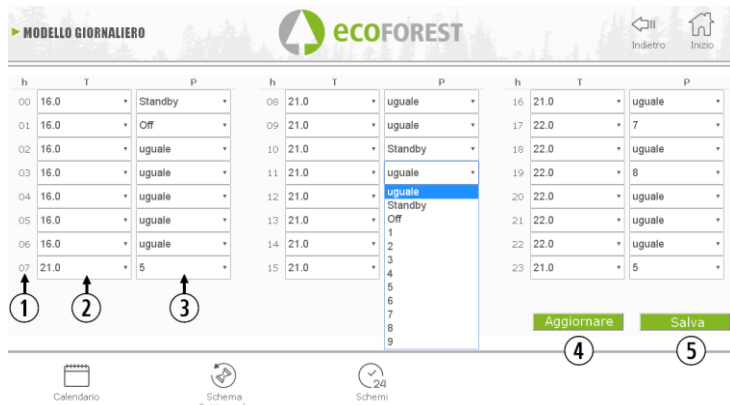 MODELLO GIORNALIERO
ecoFOREST
Indietro
Inizio
h T P h T P h T P
00 16.0 Standby 08 21.0 uguale 16 21.0 uguale
01 16.0 Off 09 21.0 uguale 17 22.0 7
02 16.0 uguale 10 21.0 Standby 18 22.0 uguale
03 16.0 uguale 11 21.0 uguale 19 22.0 8
04 16.0 uguale 12 21.0 uguale 20 22.0 uguale
Standby
05 16.0 uguale 13 21.0 Off 21 22.0 uguale
1
06 16.0 uguale 14 21.0 2 22 22.0 uguale
3
07 21.0 5 15 21.0 4 23 21.0 5
5
6
7
8
9
1 2 3
Aggiornare Salva
4 5
Calendario
Schema
24
Schemi